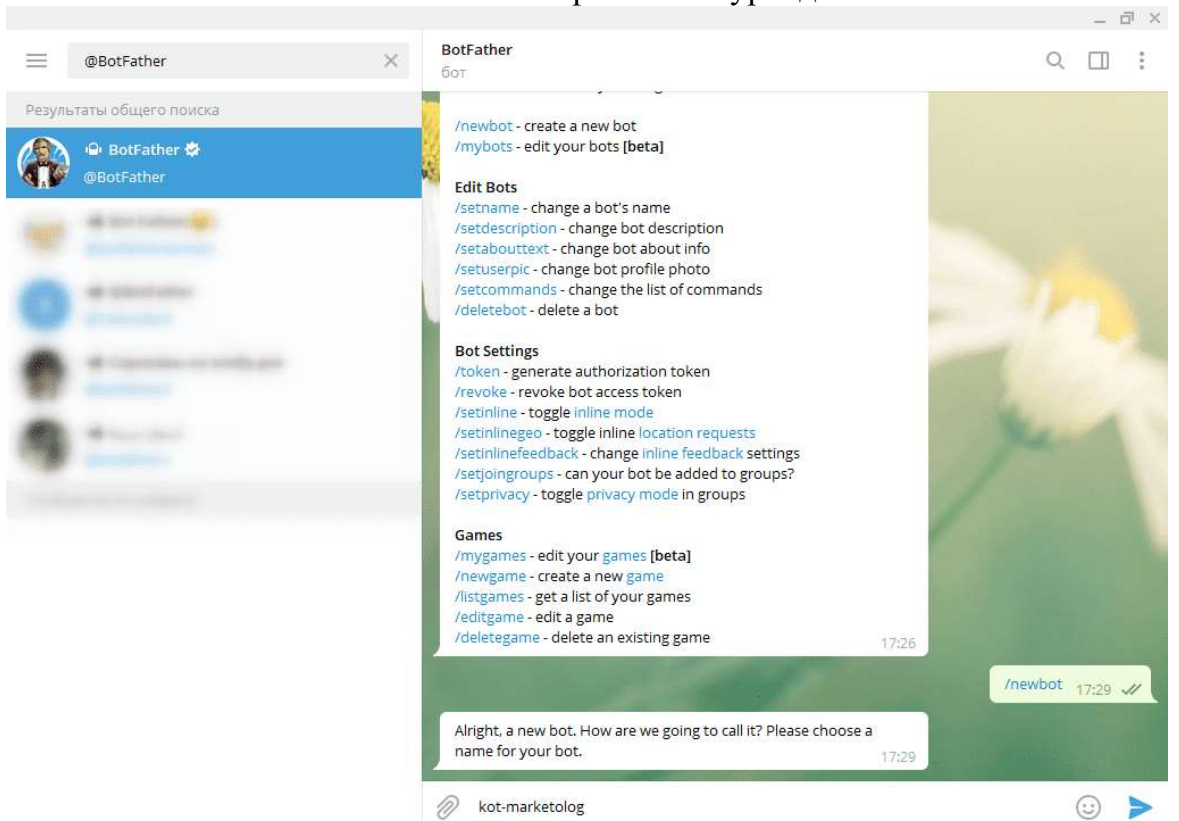 @BotFather
Результаты общего поиска
BotFather
@BotFather
BotFather
бот
/newbot - create a new bot
/mybots - edit your bots [beta]
Edit Bots
/setname - change a bot's name
/setdescription - change bot description
/setabouttext - change bot about info
/setuserpic - change bot profile photo
/setcommands - change the list of commands
/deletebot - delete a bot
Bot Settings
/token - generate authorization token
/revoke - revoke bot access token
/setinline - toggle inline mode
/setinlinegeo - toggle inline location requests
/setinlinefeedback - change inline feedback settings
/setjoingroups - can your bot be added to groups?
/setprivacy - toggle privacy mode in groups
Games
/mygames - edit your games [beta]
/newgame - create a new game
/listgames - get a list of your games
/editgame - edit a game
/deletegame - delete an existing game
17:26
/newbot 17:29
Alright, a new bot. How are we going to call it? Please choose a
name for your bot.
17:29
kot-marketolog